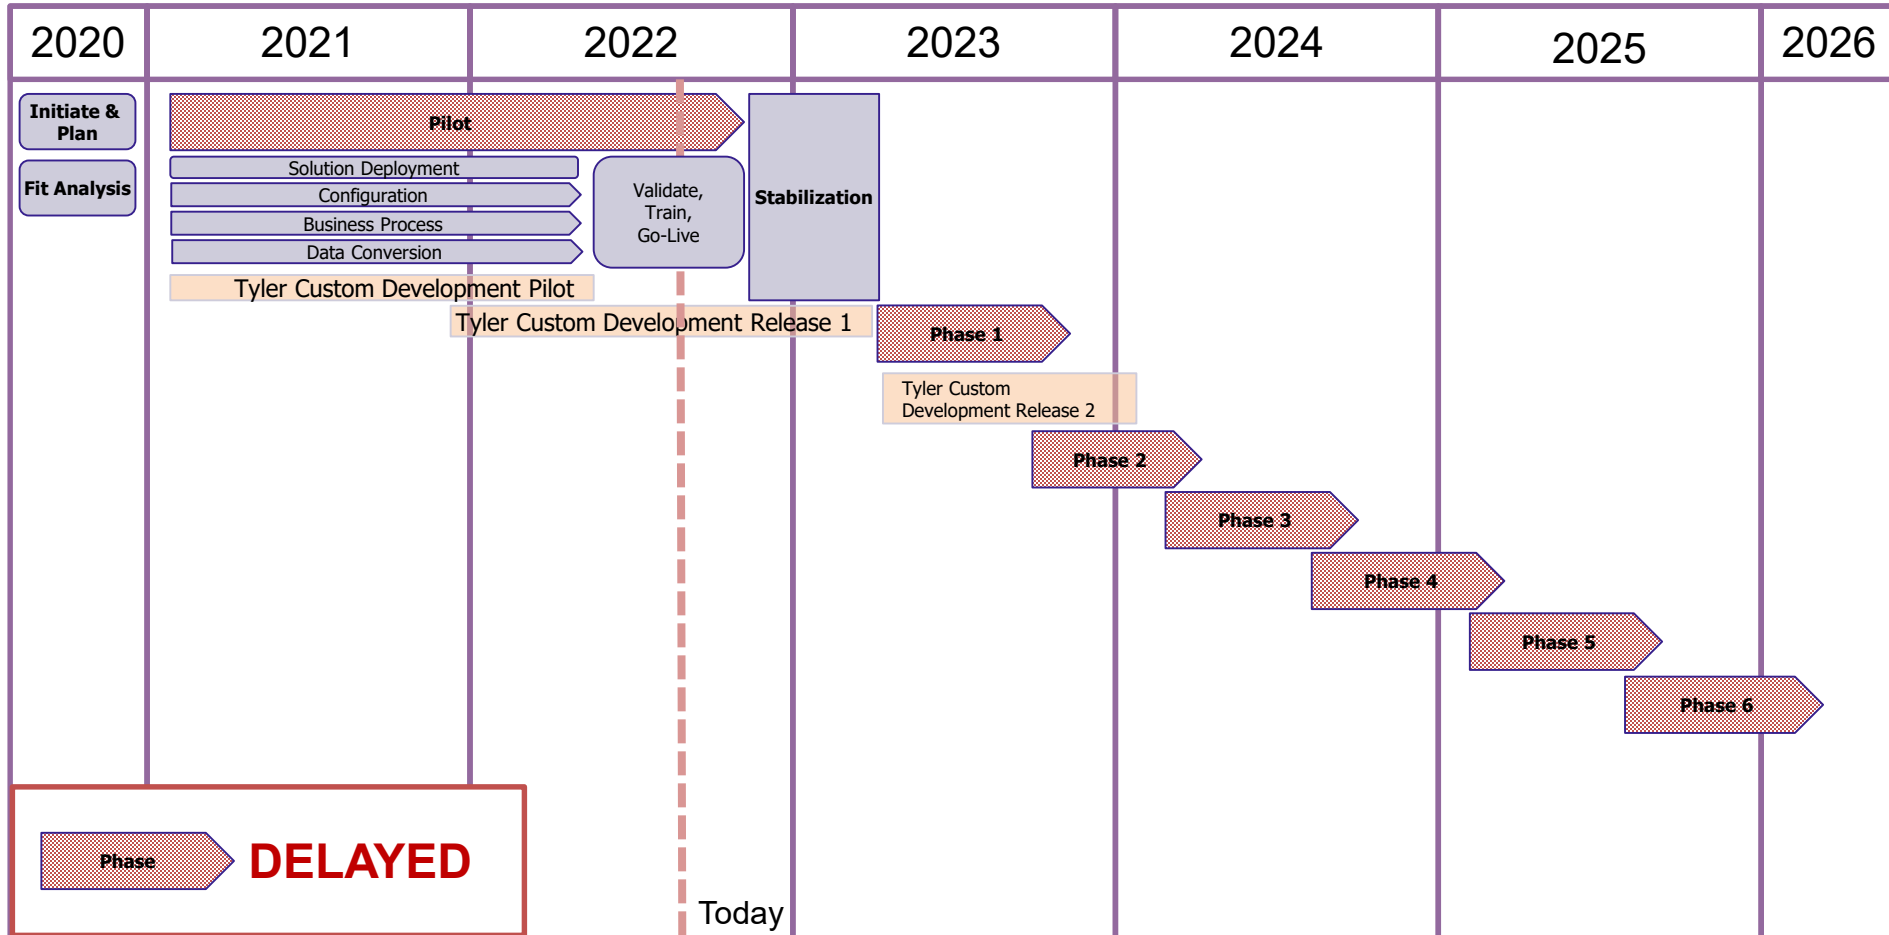 2020
2021
2022
2023
2024
2025
2026
Initiate &
Plan
Fit Analysis
Pilot
Solution Deployment
Configuration
Business Process
Data Conversion
Validate,
Train,
Go-Live
Stabilization
Tyler Custom Development Pilot
Tyler Custom Development Release 1
Phase 1
Tyler Custom
Development Release 2
Phase 2
Phase 3
Phase 4
Phase 5
Phase 6
Phase
DELAYED
Today